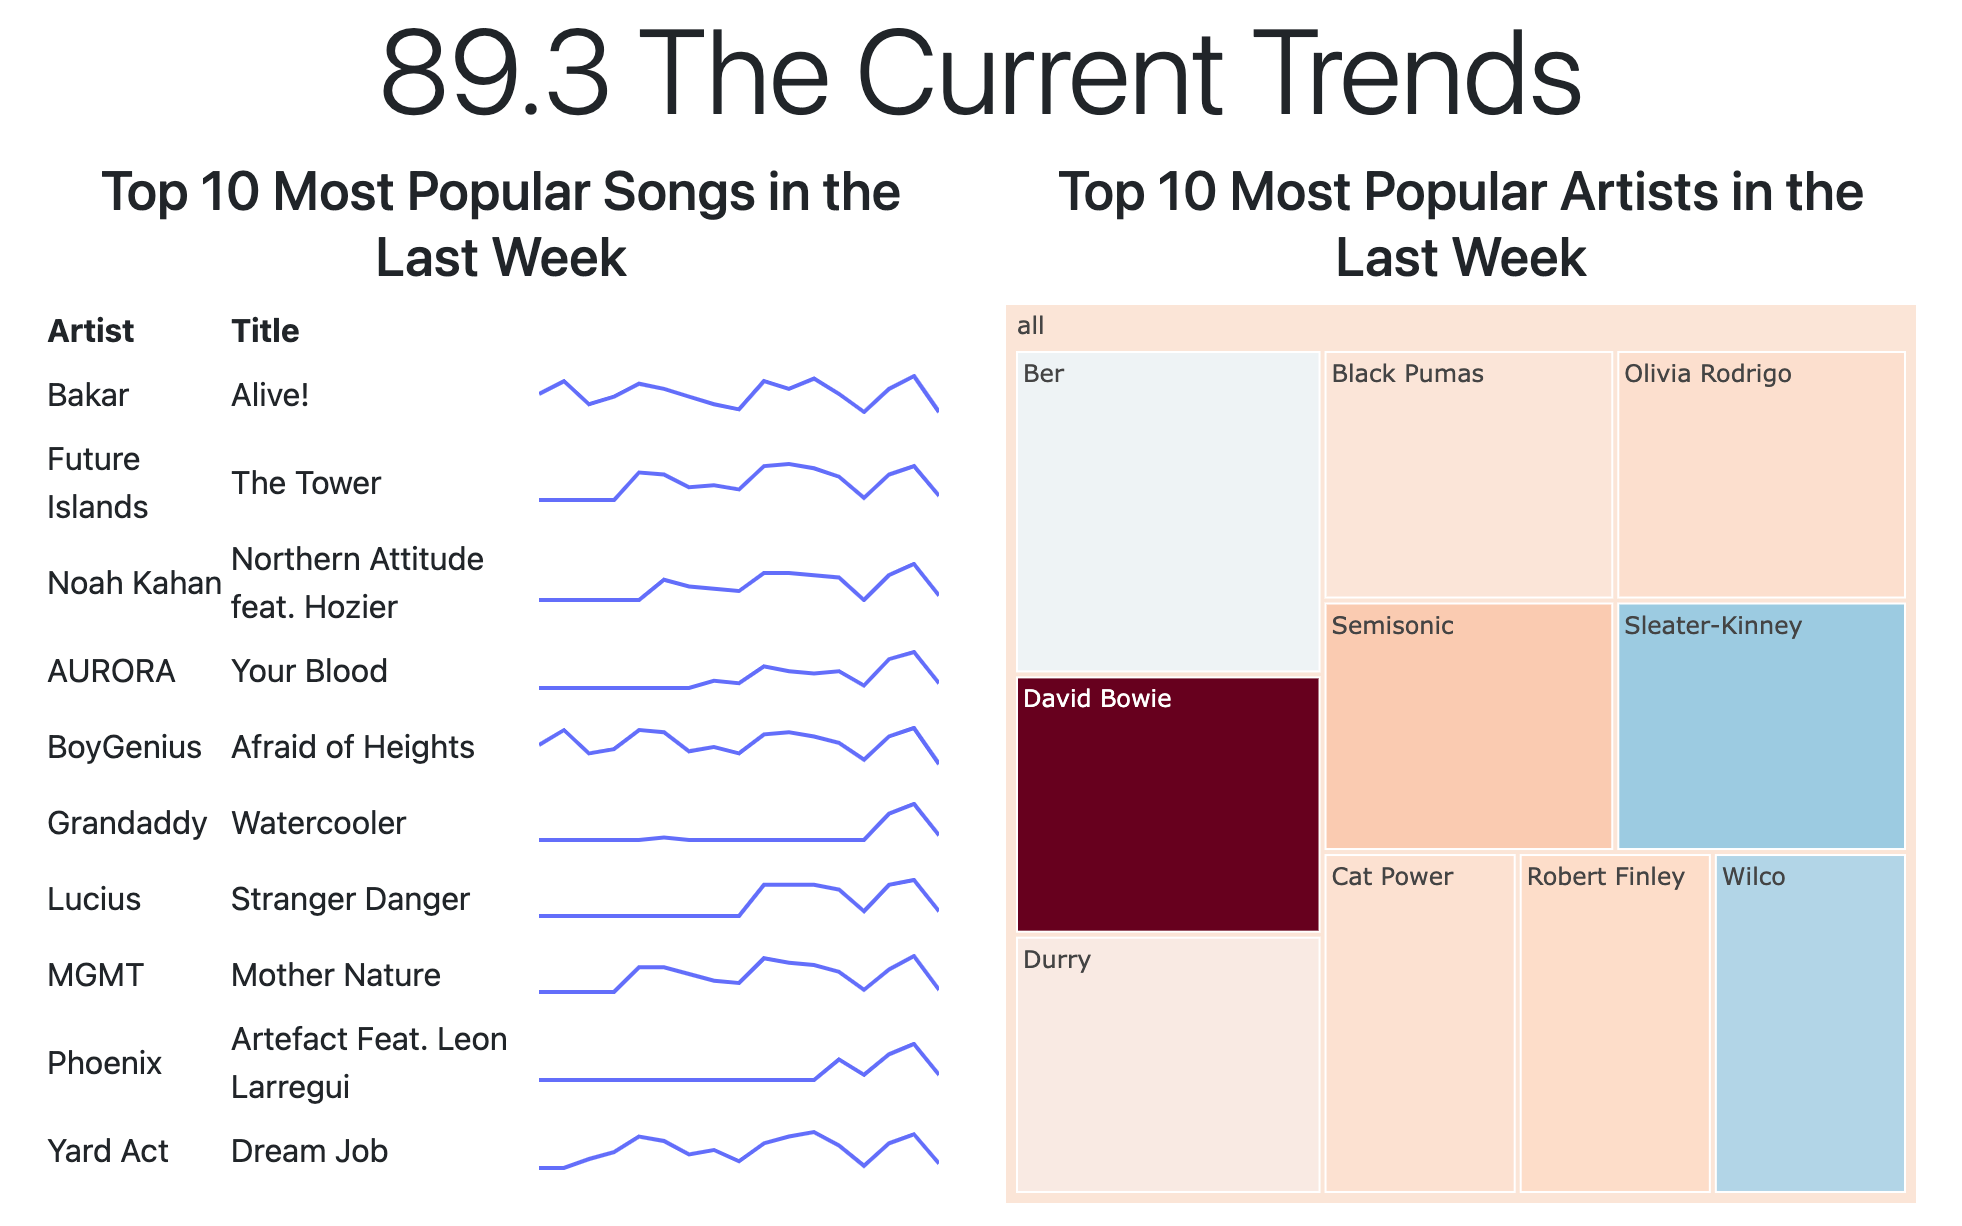 89.3 The Current Trends
Top 10 Most Popular Songs in the
Last Week
Artist Title
Bakar Alive!
Future
Islands
The Tower
Noah Kahan
Northern Attitude
feat. Hozier
AURORA Your Blood
BoyGenius Afraid of Heights
Grandaddy Watercooler
Lucius Stranger Danger
MGMT Mother Nature
Phoenix
Artefact Feat. Leon
Larregui
Yard Act Dream Job
Top 10 Most Popular Artists in the
Last Week
all
Ber
Black Pumas
Olivia Rodrigo
Semisonic
Sleater-Kinney
David Bowie
Cat Power
Robert Finley
Wilco
Durry